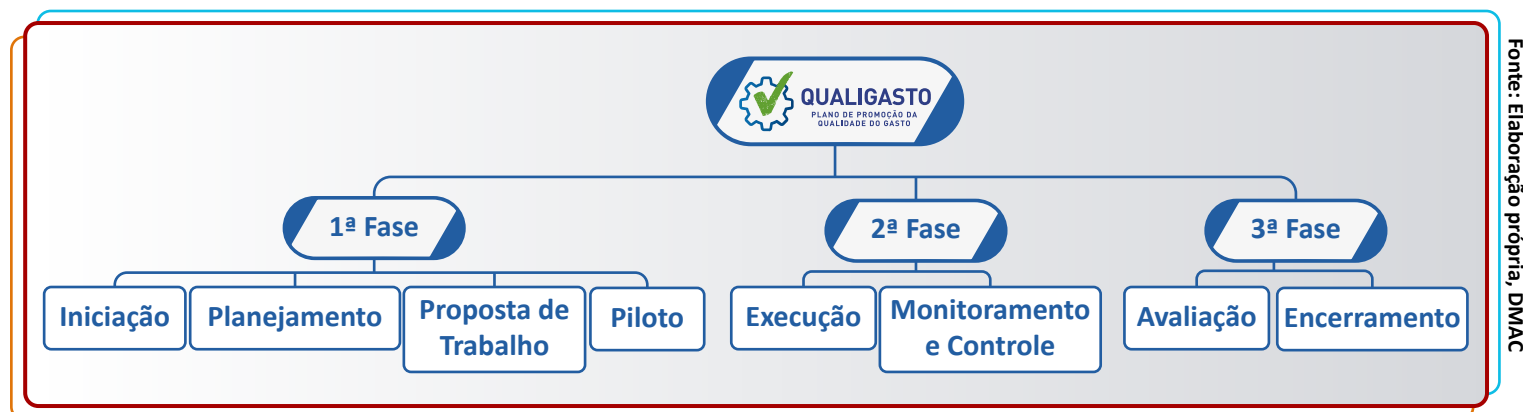 QUALIGASTO
PLANO DE PROMOÇÃO DA
QUALIDADE DO GASTO
1ª Fase
2ª Fase
3ª Fase
Iniciação
Planejamento
Proposta de
Trabalho
Piloto
Execução
Monitoramento
e Controle
Avaliação
Encerramento
Fonte: Elaboração própria, DMAC